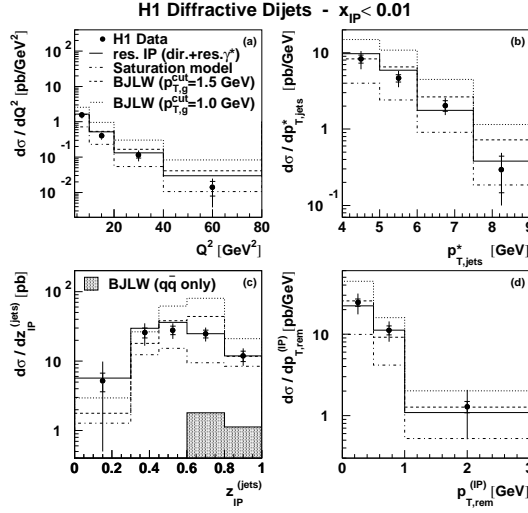 H1 Diffractive Dijets - x_IP < 0.01
dσ / dQ² [pb/GeV²]
10²
10
1
10⁻¹
10⁻²
(a)
H1 Data
res. IP (dir.+res.γ*)
Saturation model
BJLW (p_T,g^cut=1.5 GeV)
BJLW (p_T,g^cut=1.0 GeV)
0 20 40 60 80
Q² [GeV²]
dσ / dp*_T,jets [pb/GeV]
10
1
10⁻¹
(b)
4 5 6 7 8 9
p*_T,jets [GeV]
dσ / dz_IP^(jets) [pb]
10³
10²
10
1
BJLW (qq̄ only)
(c)
0 0.2 0.4 0.6 0.8 1
z_IP^(jets)
dσ / dp_T,rem^(IP) [pb/GeV]
10²
10
1
(d)
0 1 2 3
p_T,rem^(IP) [GeV]